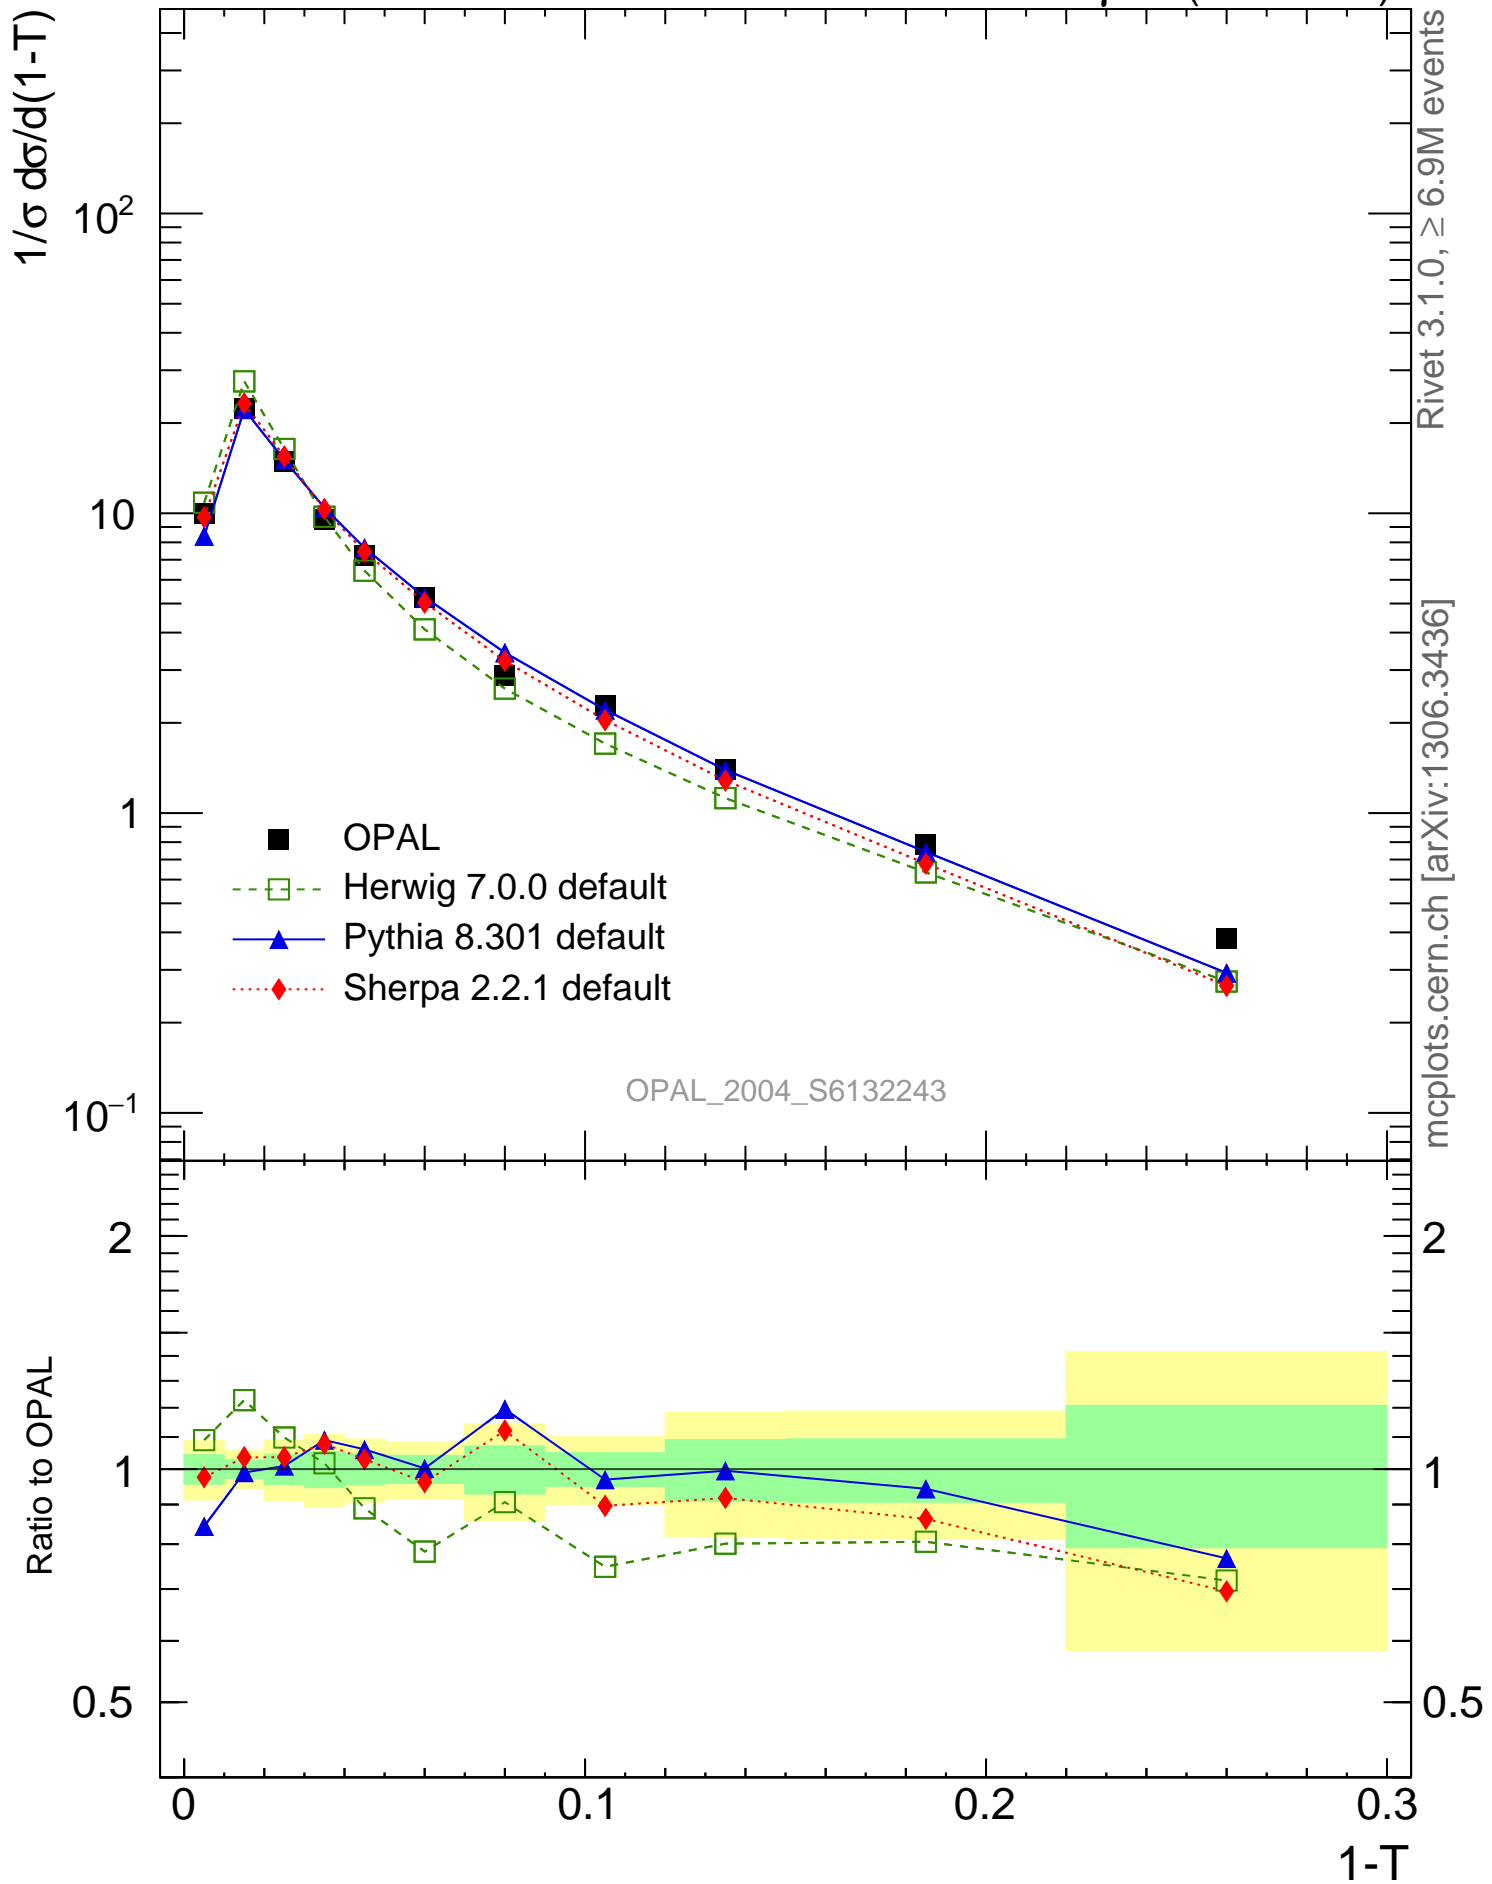 1/σ dσ/d(1-T)
10²
10
1
10⁻¹
OPAL
Herwig 7.0.0 default
Pythia 8.301 default
Sherpa 2.2.1 default
OPAL_2004_S6132243
Rivet 3.1.0, ≥ 6.9M events
mcplots.cern.ch [arXiv:1306.3436]
Ratio to OPAL
2
1
0.5
2
1
0.5
0
0.1
0.2
0.3
1-T